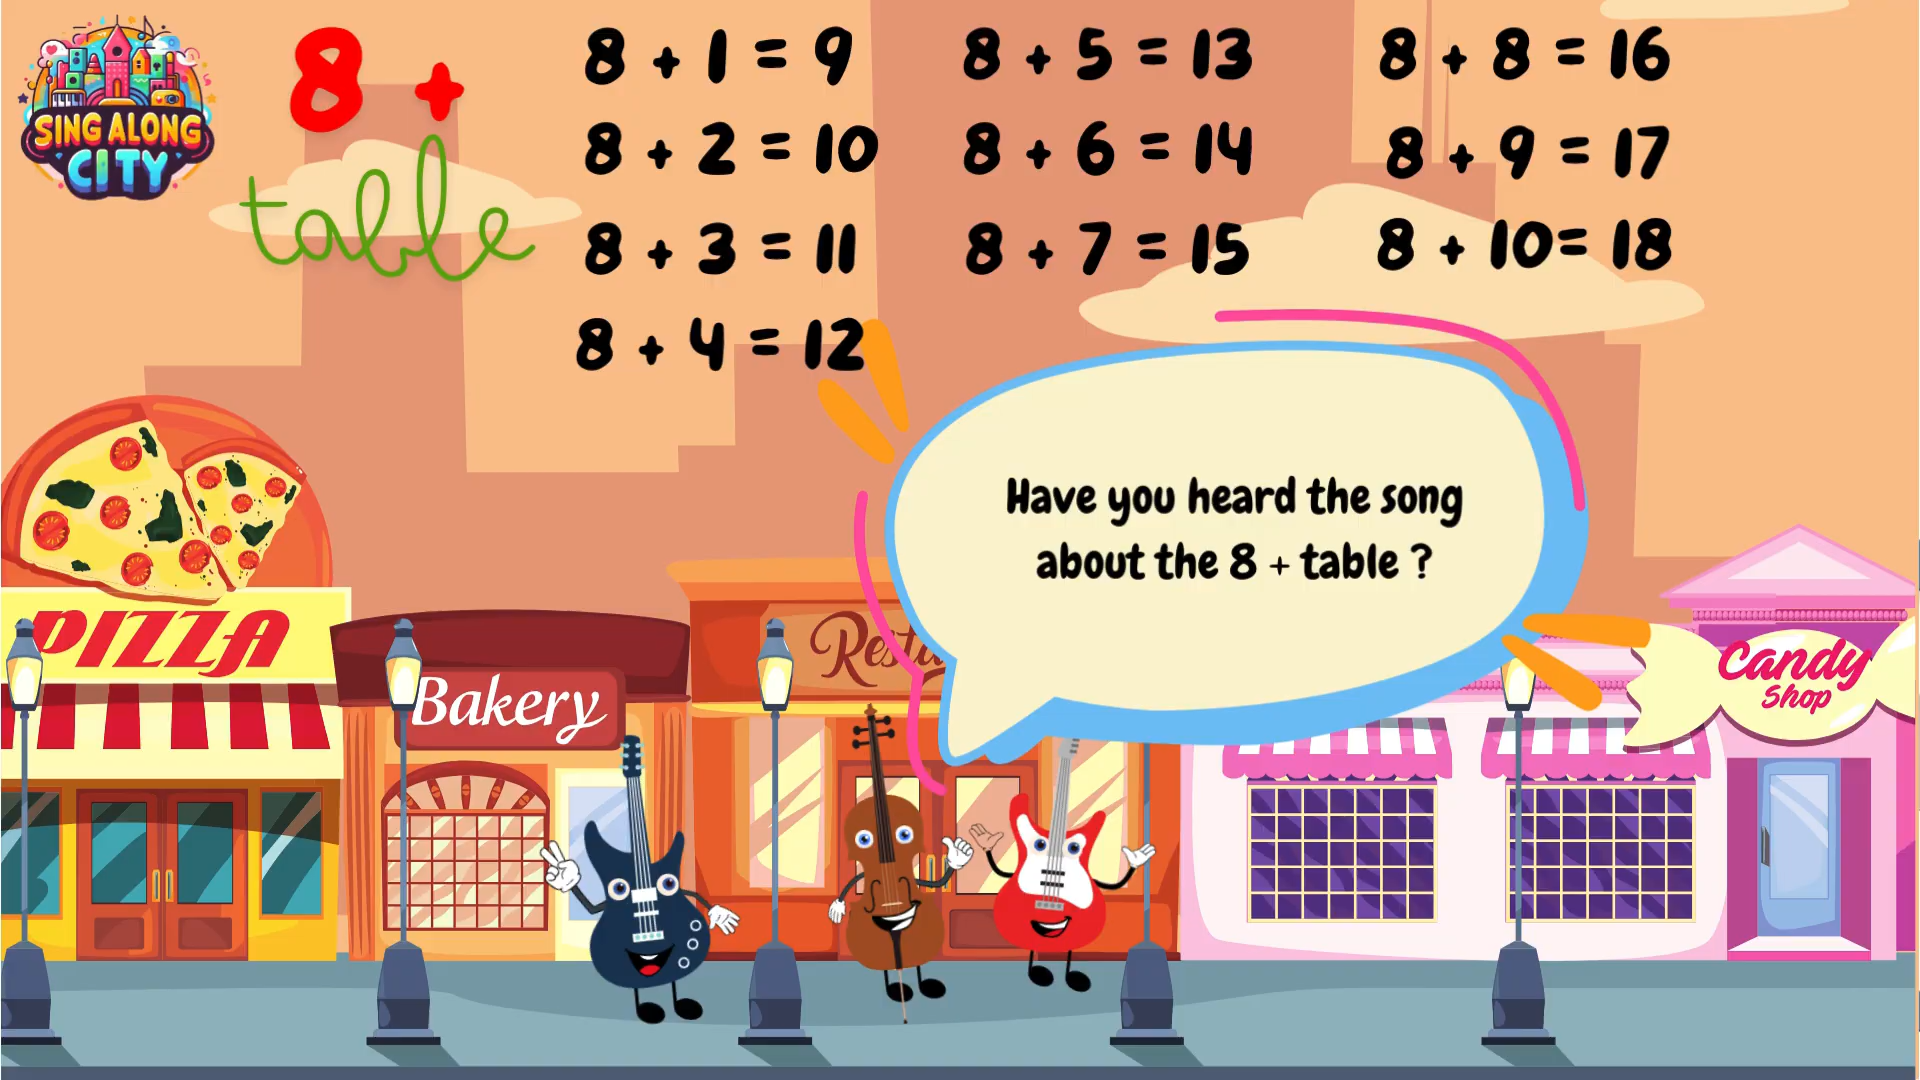 SING ALONG
CITY
8 +
table
8 + 1 = 9
8 + 2 = 10
8 + 3 = 11
8 + 4 = 12
8 + 5 = 13
8 + 6 = 14
8 + 7 = 15
8 + 8 = 16
8 + 9 = 17
8 + 10= 18
Have you heard the song
about the 8 + table ?
PIZZA
Bakery
Candy
Shop